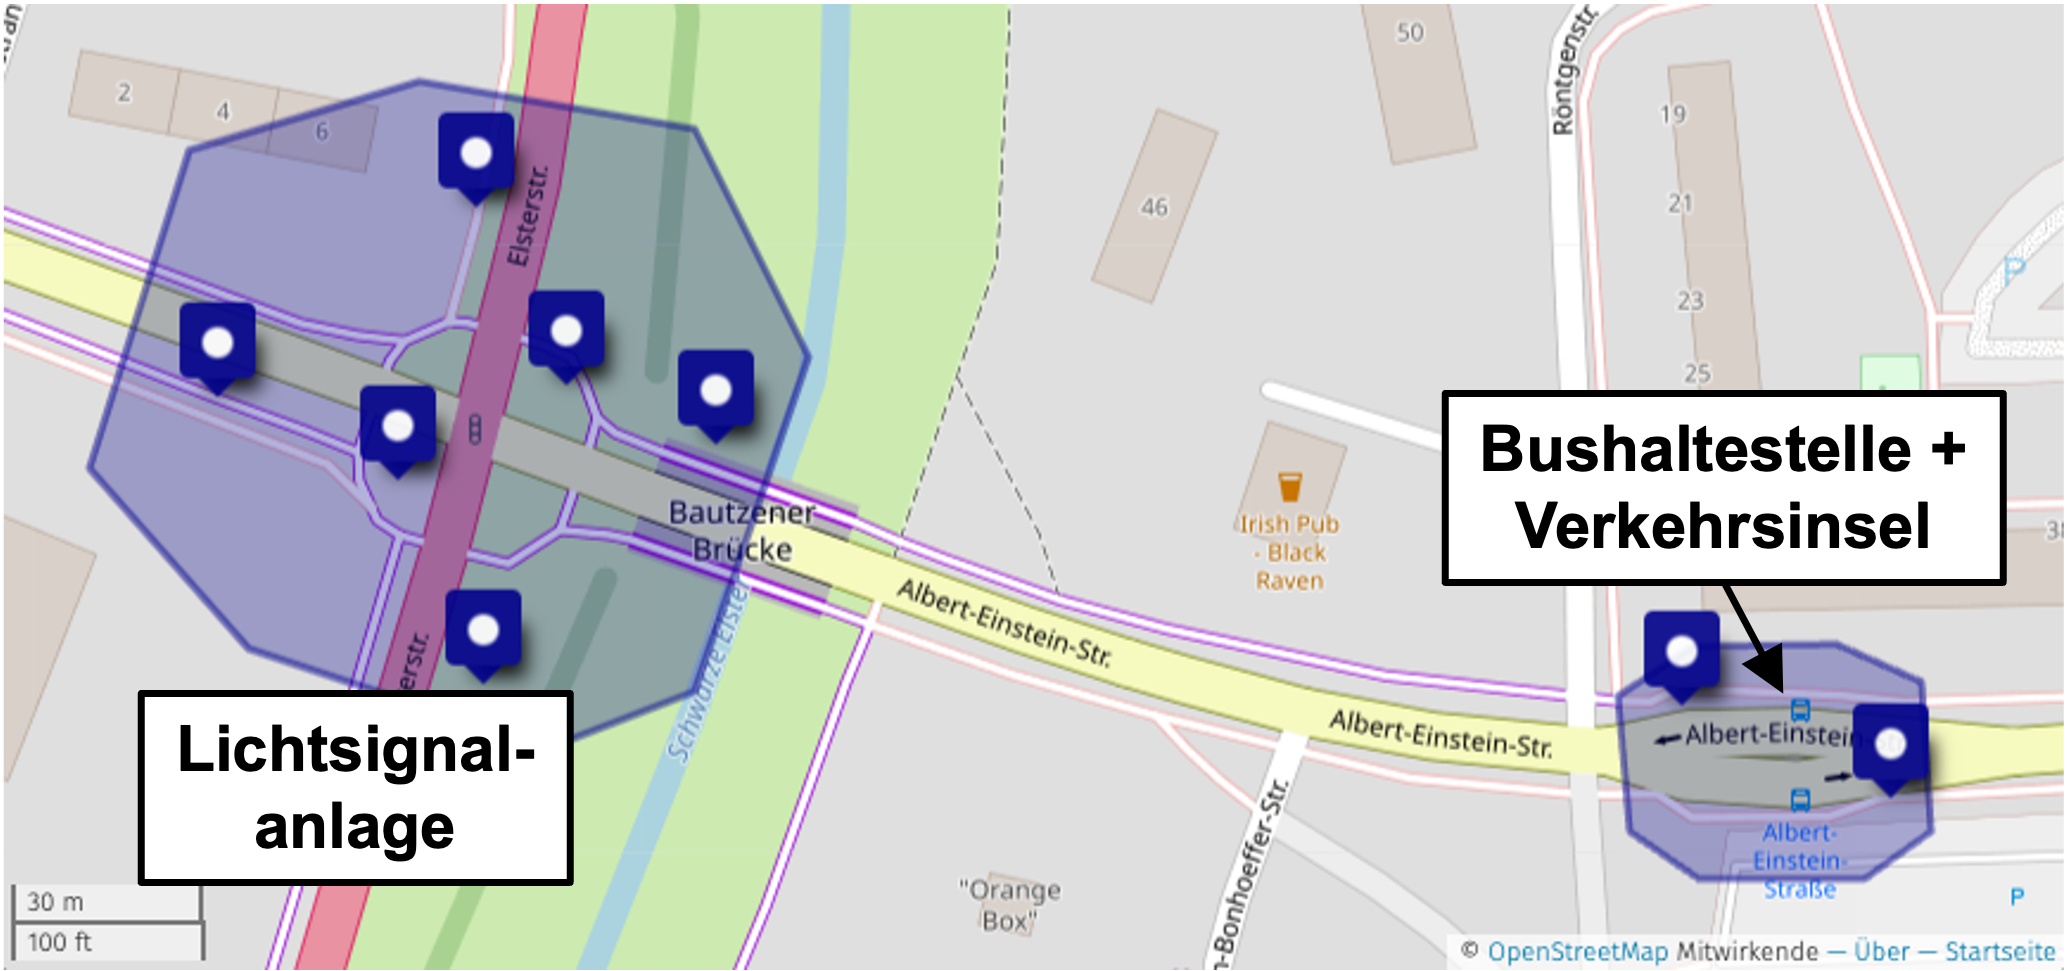 2
4
6
50
Röntgenstr.
19
21
46
23
25
Elsterstr.
Bushaltestelle +
Verkehrsinsel
Irish Pub
- Black
Raven
Bautzener
Brücke
Albert-Einstein-Str.
Albert-Einstein-Str.
Albert-Einstein-
erstr.
Schwarze Elster
Lichtsignal-
anlage
Albert-
Einstein-
Straße
P
P
"Orange
Box"
n-Bonhoeffer-Str.
30 m
100 ft
© OpenStreetMap Mitwirkende — Über — Startseite